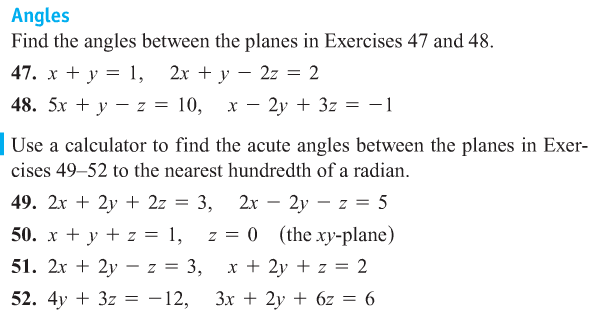 Angles
Find the angles between the planes in Exercises 47 and 48.
47. x + y = 1, 2x + y − 2z = 2
48. 5x + y − z = 10, x − 2y + 3z = −1
Use a calculator to find the acute angles between the planes in Exer-
cises 49–52 to the nearest hundredth of a radian.
49. 2x + 2y + 2z = 3, 2x − 2y − z = 5
50. x + y + z = 1, z = 0 (the xy-plane)
51. 2x + 2y − z = 3, x + 2y + z = 2
52. 4y + 3z = −12, 3x + 2y + 6z = 6